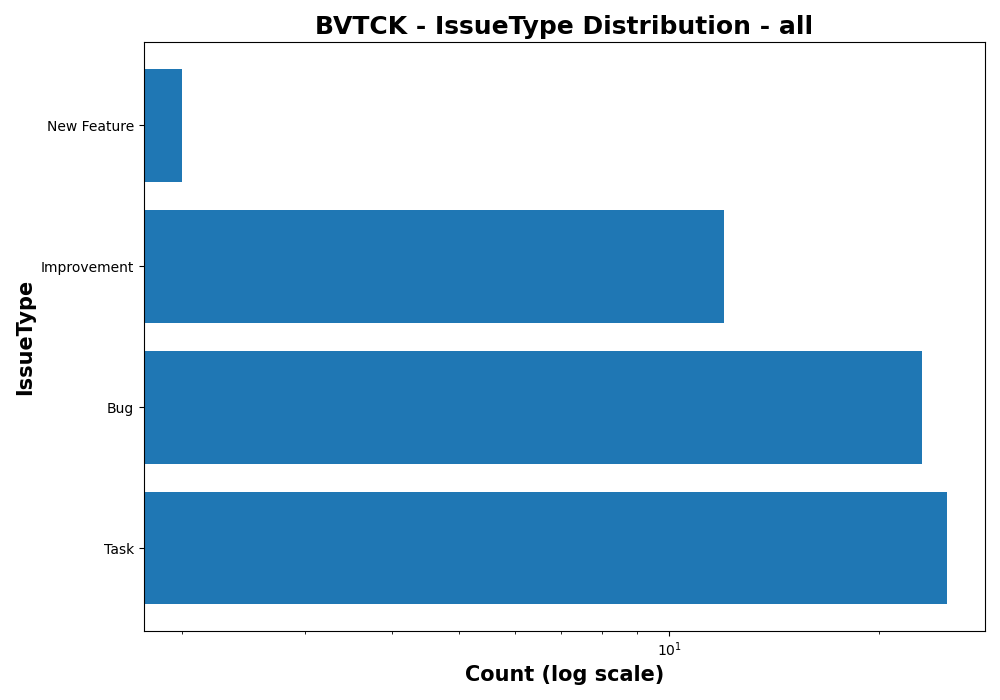 BVTCK - IssueType Distribution - all
New Feature
Improvement
Bug
Task
IssueType
10¹
Count (log scale)